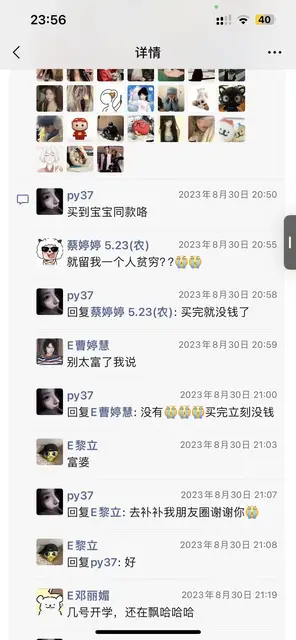 23:56
40
详情
py37
2023年8月30日 20:50
买到宝宝同款咯
蔡婷婷 5.23(农)
2023年8月30日 20:55
就留我一个人贫穷??😭😭
py37
2023年8月30日 20:58
回复蔡婷婷 5.23(农): 买完就没钱了
E曹婷慧
2023年8月30日 20:59
别太富了我说
py37
2023年8月30日 21:00
回复E曹婷慧: 没有😭😭😭买完立刻没钱
E黎立
2023年8月30日 21:03
富婆
py37
2023年8月30日 21:07
回复E黎立: 去补补我朋友圈谢谢你😭
E黎立
2023年8月30日 21:08
回复py37: 好
E邓丽媚
2023年8月30日 21:19
几号开学，还在飘哈哈哈